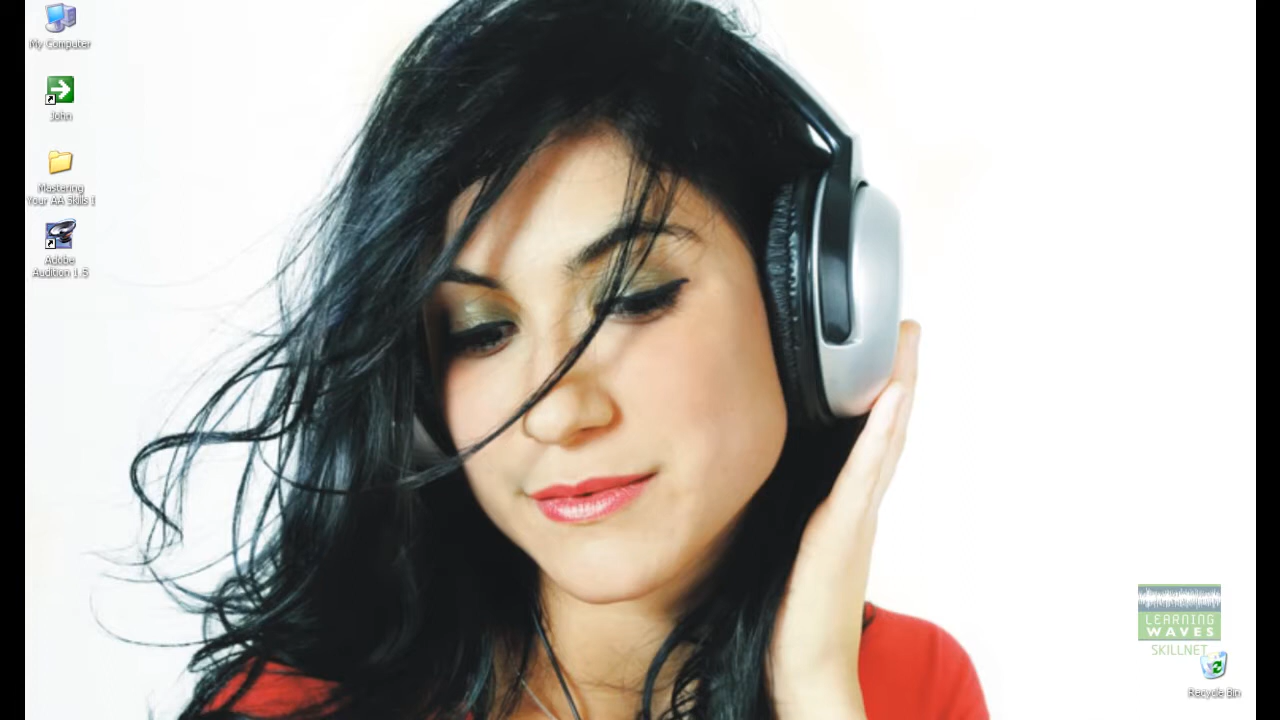 My Computer
John
Mastering
Your AA Skills I
Adobe
Audition 1.5
LEARNING
WAVES
SKILLNET
Recycle Bin